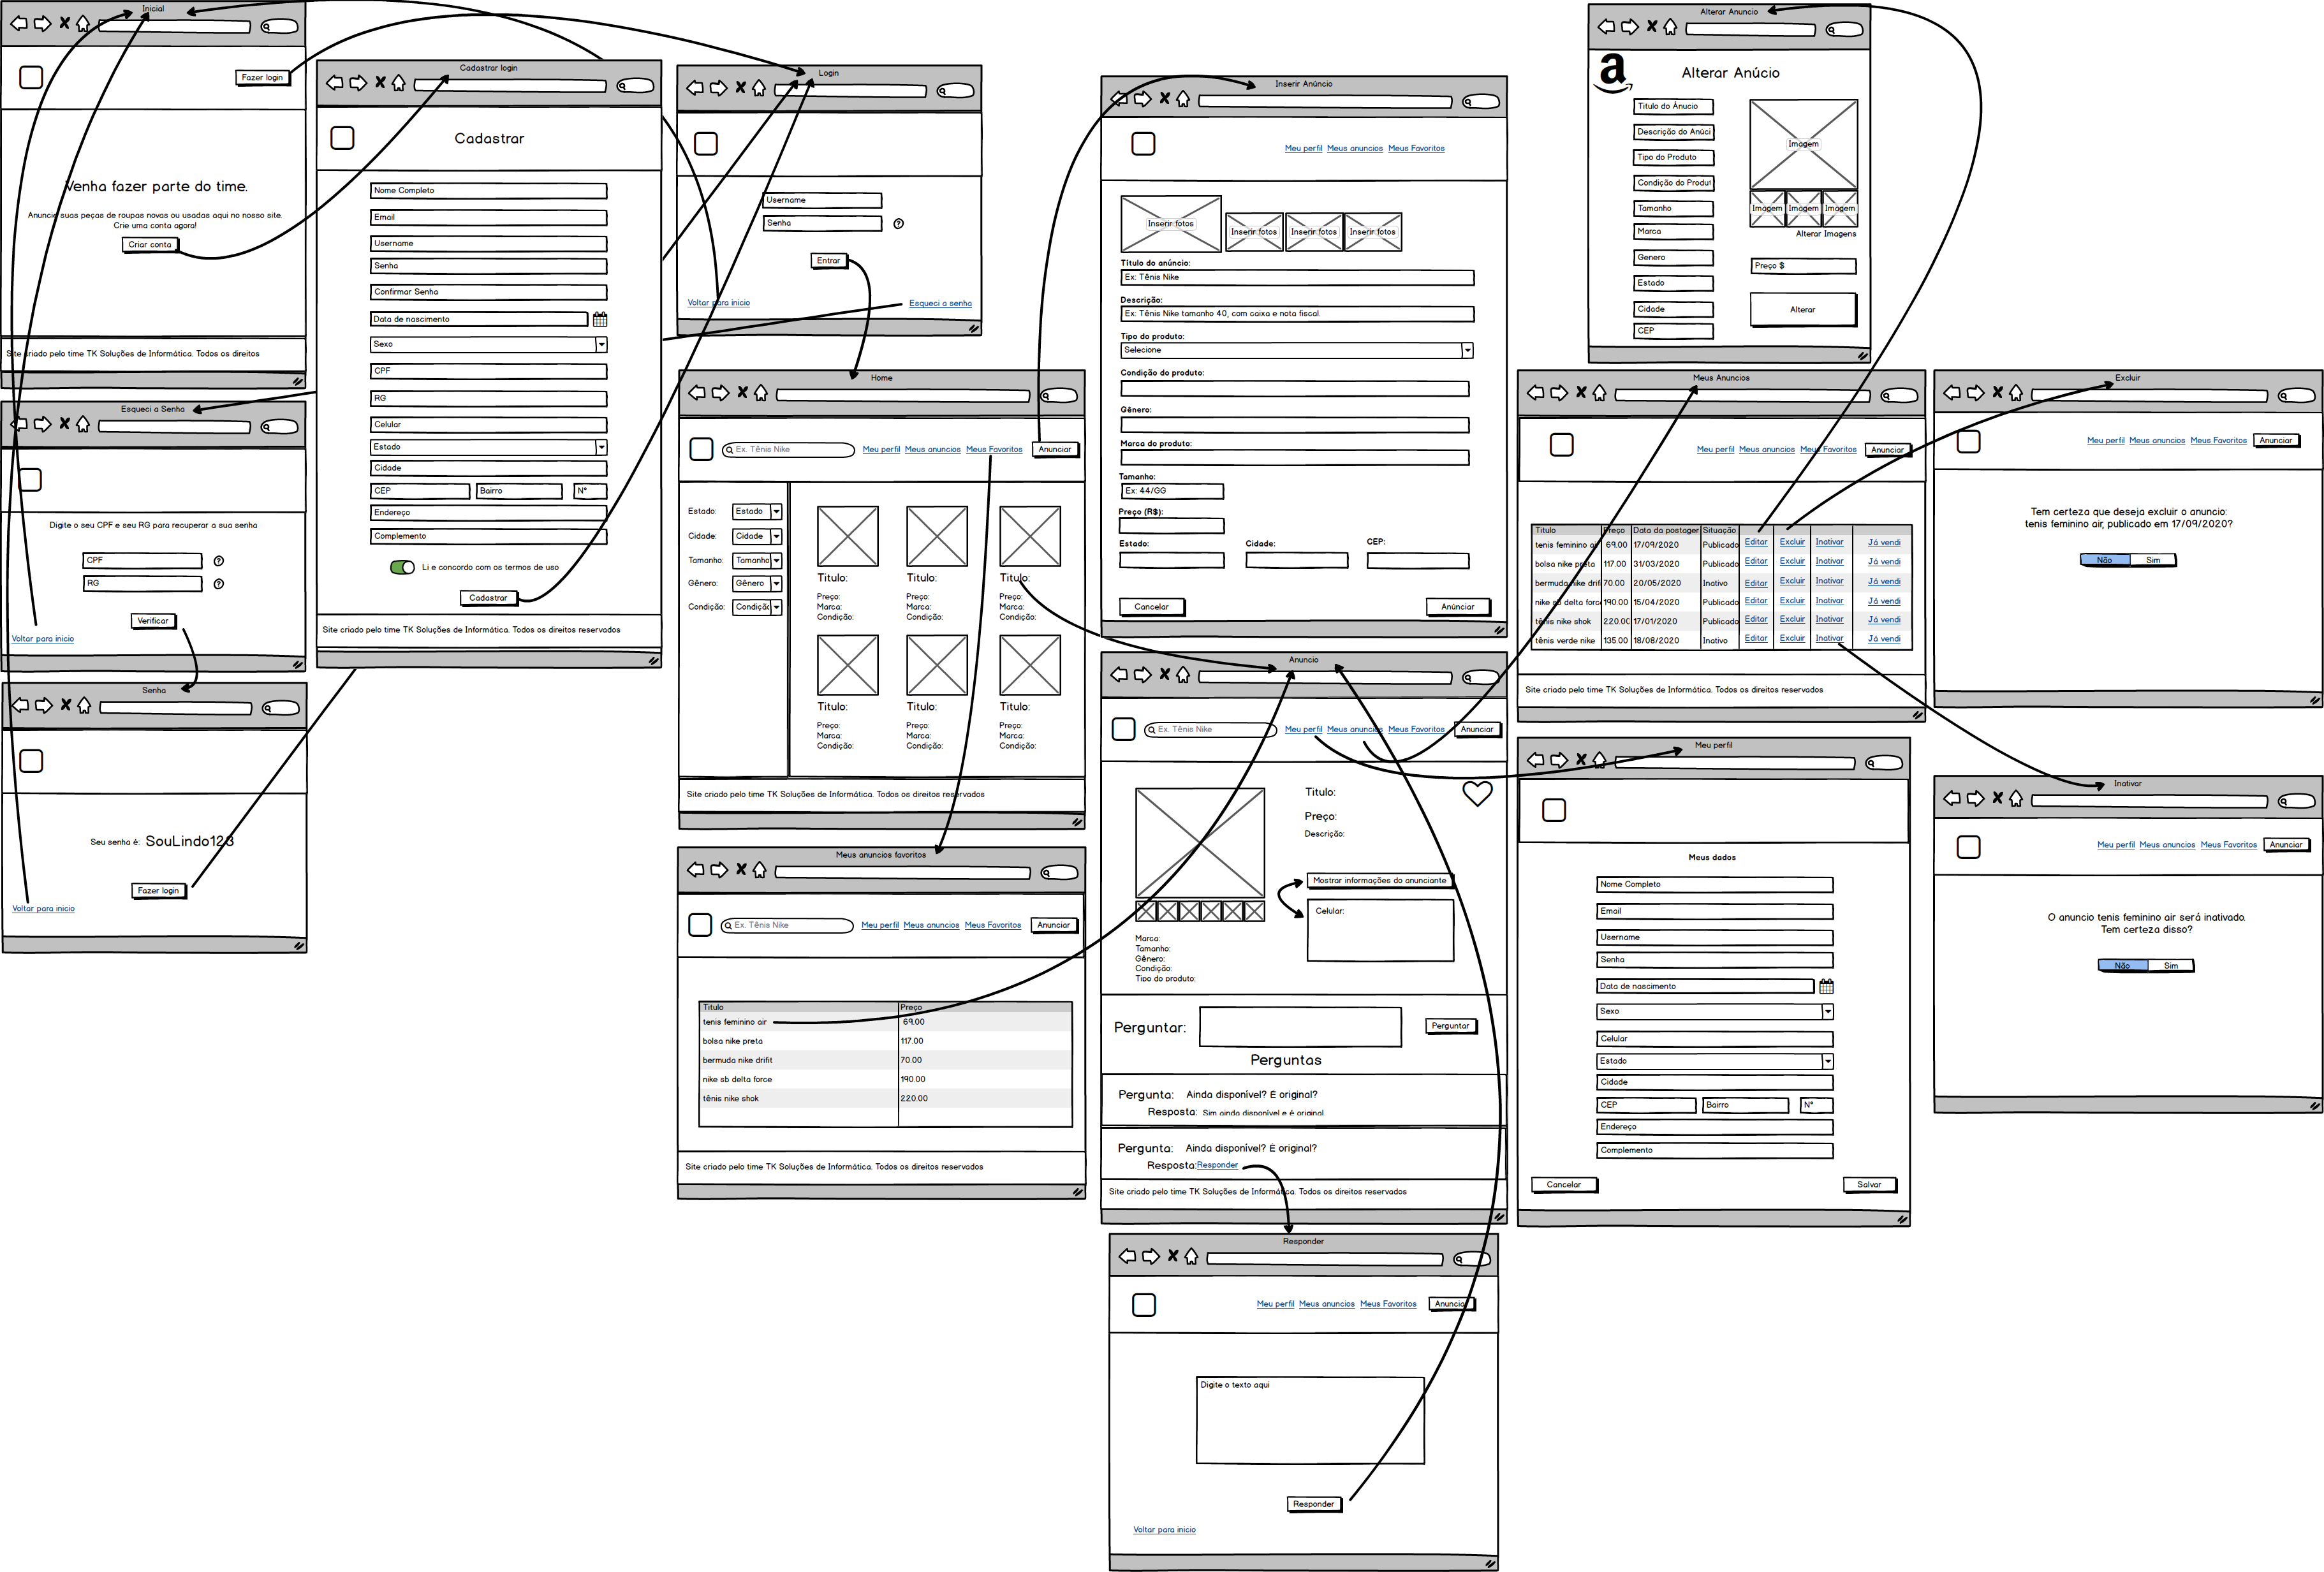 Inicial
Fazer login
Venha fazer parte do time.
Anuncie suas peças de roupas novas ou usadas aqui no nosso site.
Crie uma conta agora!
Criar conta
Site criado pelo time TK Soluções de Informática. Todos os direitos
Esqueci a Senha
Digite o seu CPF e seu RG para recuperar a sua senha
CPF
?
RG
?
Verificar
Voltar para inicio
Senha
Seu senha é: SouLindo123
Fazer login
Voltar para inicio
Cadastrar login
Cadastrar
Nome Completo
Email
Username
Senha
Confirmar Senha
Data de nascimento
Sexo
CPF
RG
Celular
Estado
Cidade
CEP Bairro Nº
Endereço
Complemento
Li e concordo com os termos de uso
Cadastrar
Site criado pelo time TK Soluções de Informática. Todos os direitos reservados
Login
Username
Senha
?
Entrar
Voltar para inicio Esqueci a senha
Home
Ex. Tênis Nike Meu perfil Meus anuncios Meus Favoritos Anunciar
Estado: Estado
Cidade: Cidade
Tamanho: Tamanho
Gênero: Gênero
Condição: Condiçãc
Titulo: Titulo: Titulo:
Preço: Preço: Preço:
Marca: Marca: Marca:
Condição: Condição: Condição:
Titulo: Titulo: Titulo:
Preço: Preço: Preço:
Marca: Marca: Marca:
Condição: Condição: Condição:
Site criado pelo time TK Soluções de Informática. Todos os direitos reservados
Meus anuncios favoritos
Ex. Tênis Nike Meu perfil Meus anuncios Meus Favoritos Anunciar
Titulo Preço
tenis feminino air 69.00
bolsa nike preta 117.00
bermuda nike drifit 70.00
nike sb delta force 190.00
tênis nike shok 220.00
Site criado pelo time TK Soluções de Informática. Todos os direitos reservados
Inserir Anúncio
Meu perfil Meus anuncios Meus Favoritos
Inserir fotos Inserir fotos Inserir fotos Inserir fotos
Título do anúncio:
Ex: Tênis Nike
Descrição:
Ex: Tênis Nike tamanho 40, com caixa e nota fiscal.
Tipo do produto:
Selecione
Condição do produto:
Gênero:
Marca do produto:
Tamanho:
Ex: 44/GG
Preço (R$):
Estado: Cidade: CEP:
Cancelar Anúnciar
Anuncio
Ex. Tênis Nike Meu perfil Meus anuncios Meus Favoritos Anunciar
Titulo:
Preço:
Descrição:
Mostrar informações do anunciante
Celular:
Marca:
Tamanho:
Gênero:
Condição:
Tipo do produto:
Perguntar: Perguntar
Perguntas
Pergunta: Ainda disponível? É original?
Resposta: Sim ainda disponível e é original
Pergunta: Ainda disponível? É original?
Resposta: Responder
Site criado pelo time TK Soluções de Informática. Todos os direitos reservados
Responder
Meu perfil Meus anuncios Meus Favoritos Anunciar
Digite o texto aqui
Responder
Voltar para inicio
Alterar Anuncio
a
Alterar Anúcio
Titulo do Ánucio
Descrição do Anúci
Tipo do Produto
Condição do Produt
Tamanho
Marca
Genero
Estado
Cidade
CEP
Imagem
Imagem Imagem Imagem
Alterar Imagens
Preço $
Alterar
Meus Anuncios
Meu perfil Meus anuncios Meus Favoritos Anunciar
Titulo Preço Data da postager Situação
tenis feminino air 69.00 17/09/2020 Publicado Editar Excluir Inativar Já vendi
bolsa nike preta 117.00 31/03/2020 Publicado Editar Excluir Inativar Já vendi
bermuda nike drif 70.00 20/05/2020 Inativo Editar Excluir Inativar Já vendi
nike sb delta forc 190.00 15/04/2020 Publicado Editar Excluir Inativar Já vendi
tênis nike shok 220.00 17/01/2020 Publicado Editar Excluir Inativar Já vendi
tênis verde nike 135.00 18/08/2020 Inativo Editar Excluir Inativar Já vendi
Site criado pelo time TK Soluções de Informática. Todos os direitos reservados
Meu perfil
Meus dados
Nome Completo
Email
Username
Senha
Data de nascimento
Sexo
Celular
Estado
Cidade
CEP Bairro Nº
Endereço
Complemento
Cancelar Salvar
Excluir
Meu perfil Meus anuncios Meus Favoritos Anunciar
Tem certeza que deseja excluir o anuncio:
tenis feminino air, publicado em 17/09/2020?
Não Sim
Inativar
Meu perfil Meus anuncios Meus Favoritos Anunciar
O anuncio tenis feminino air será inativado.
Tem certeza disso?
Não Sim